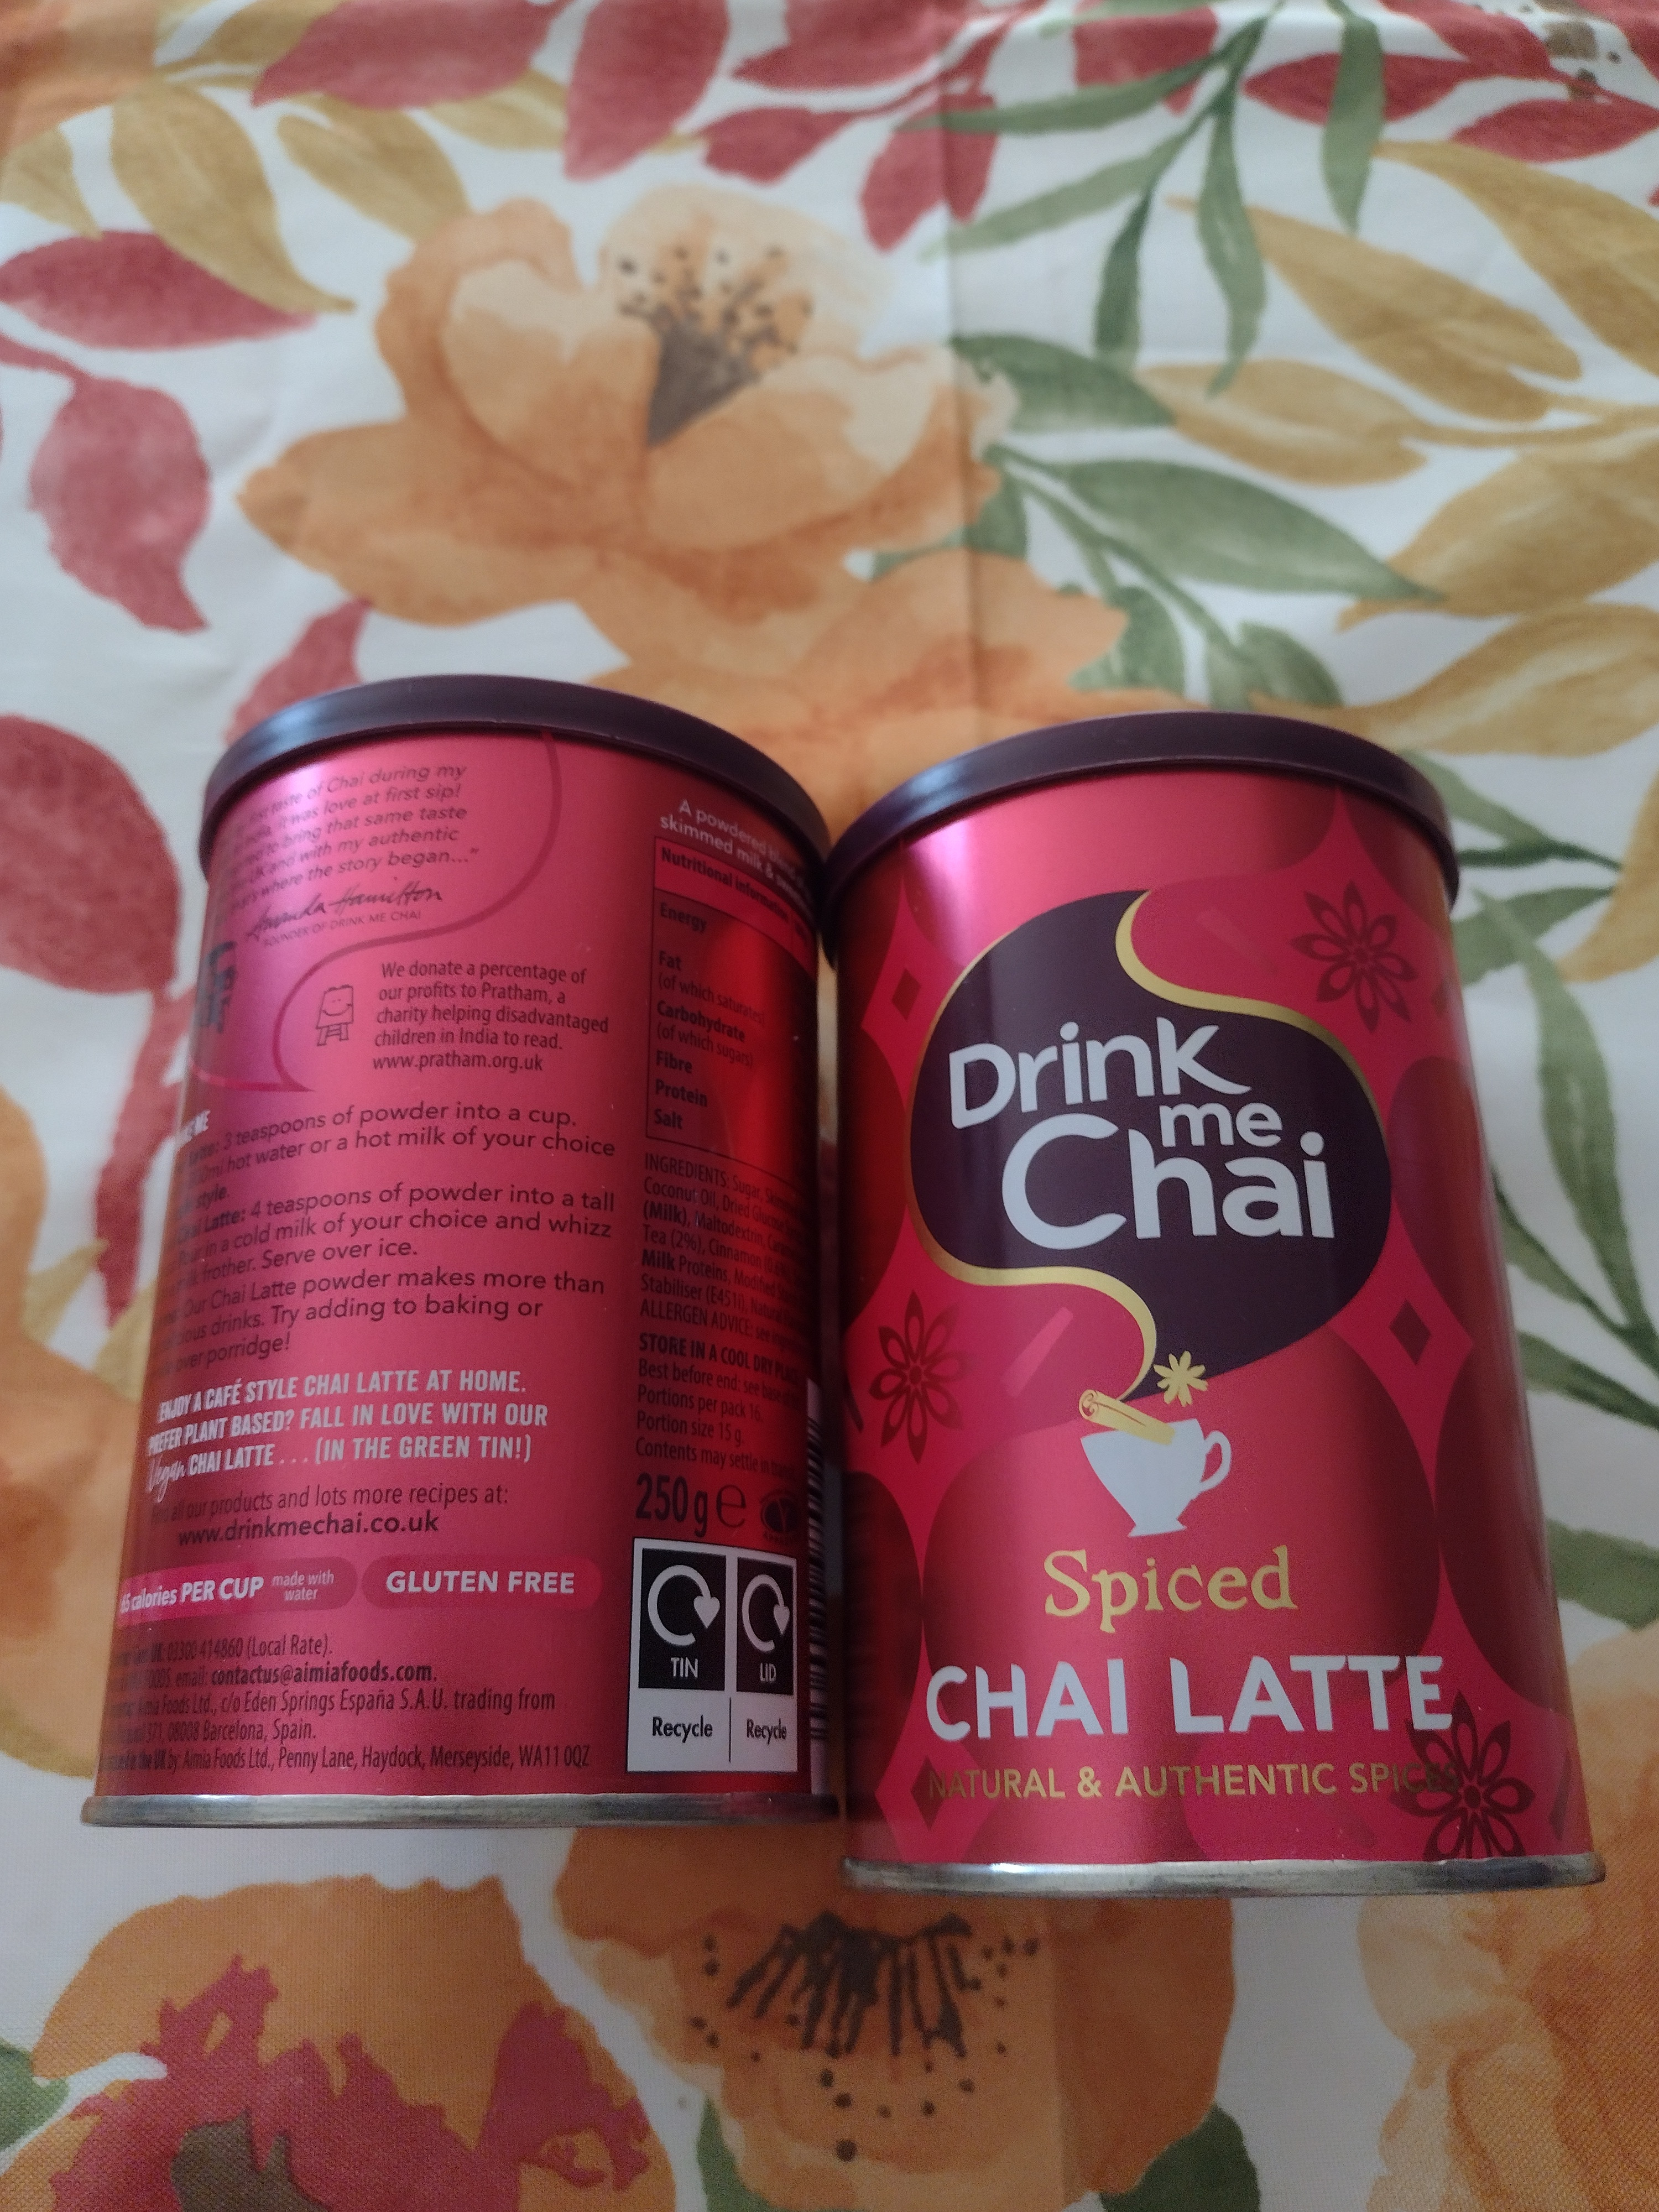 taste of Chai during my
it was love at first sip!
to bring that same taste
UK and with my authentic
where the story began..."
Amanda Hamilton
FOUNDER OF DRINK ME CHAI
We donate a percentage of
our profits to Pratham, a
charity helping disadvantaged
children in India to read.
www.pratham.org.uk
ME
3 teaspoons of powder into a cup.
hot water or a hot milk of your choice
style.
Latte: 4 teaspoons of powder into a tall
in a cold milk of your choice and whizz
frother. Serve over ice.
Our Chai Latte powder makes more than
drinks. Try adding to baking or
over porridge!
ENJOY A CAFÉ STYLE CHAI LATTE AT HOME.
PREFER PLANT BASED? FALL IN LOVE WITH OUR
Vegan CHAI LATTE . . . (IN THE GREEN TIN!)
all our products and lots more recipes at:
www.drinkmechai.co.uk
calories PER CUP made with
water
GLUTEN FREE
UK: 03300 414860 (Local Rate).
email: contactus@aimiafoods.com.
Aimia Foods Ltd., c/o Eden Springs España S.A.U. trading from
971, 08008 Barcelona, Spain.
in the UK by: Aimia Foods Ltd., Penny Lane, Haydock, Merseyside, WA11 0QZ
A powdered
skimmed milk &
Nutritional information
Energy
Fat
(of which saturates)
Carbohydrate
(of which sugars)
Fibre
Protein
Salt
INGREDIENTS: Sugar,
Coconut Oil, Dried Glucose
(Milk), Maltodextrin,
Tea (2%), Cinnamon
Milk Proteins, Modified
Stabiliser (E451i), Natural
ALLERGEN ADVICE: see
STORE IN A COOL DRY PLACE
Best before end: see base
Portions per pack 16.
Portion size 15 g.
Contents may settle in
250 g e
TIN
LID
Recycle
Recycle
Drink
me
Chai
Spiced
CHAI LATTE
NATURAL & AUTHENTIC SPICES